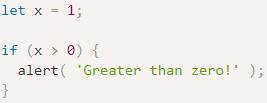 let x = 1;

if (x > 0) {
  alert( 'Greater than zero!' );
}